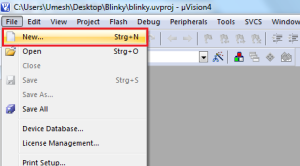 C:\Users\Umesh\Desktop\Blinky\blinky.uvproj - µVision4
File Edit View Project Flash Debug Peripherals Tools SVCS Window
New... Strg+N
Open Strg+O
Close
Save Strg+S
Save As...
Save All
Device Database...
License Management...
Print Setup...